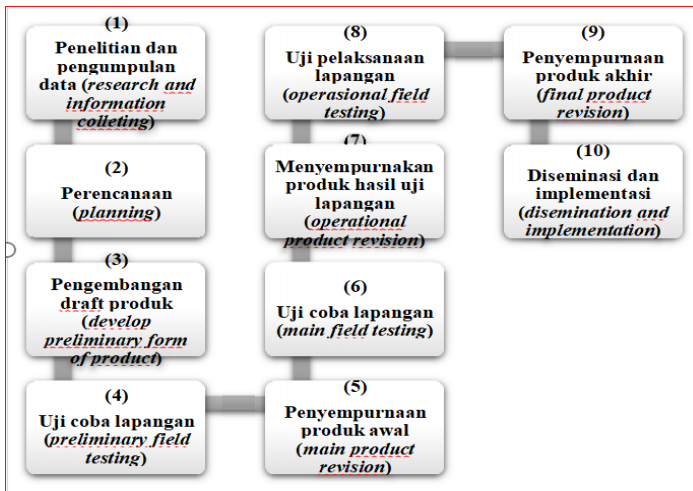 (1)
Penelitian dan
pengumpulan
data (research and
information
colleting)
(2)
Perencanaan
(planning)
(3)
Pengembangan
draft produk
(develop
preliminary form
of product)
(4)
Uji coba lapangan
(preliminary field
testing)
(5)
Penyempurnaan
produk awal
(main product
revision)
(6)
Uji coba lapangan
(main field testing)
(7)
Menyempurnakan
produk hasil uji
lapangan
(operational
product revision)
(8)
Uji pelaksanaan
lapangan
(operasional field
testing)
(9)
Penyempurnaan
produk akhir
(final product
revision)
(10)
Diseminasi dan
implementasi
(disemination and
implementation)